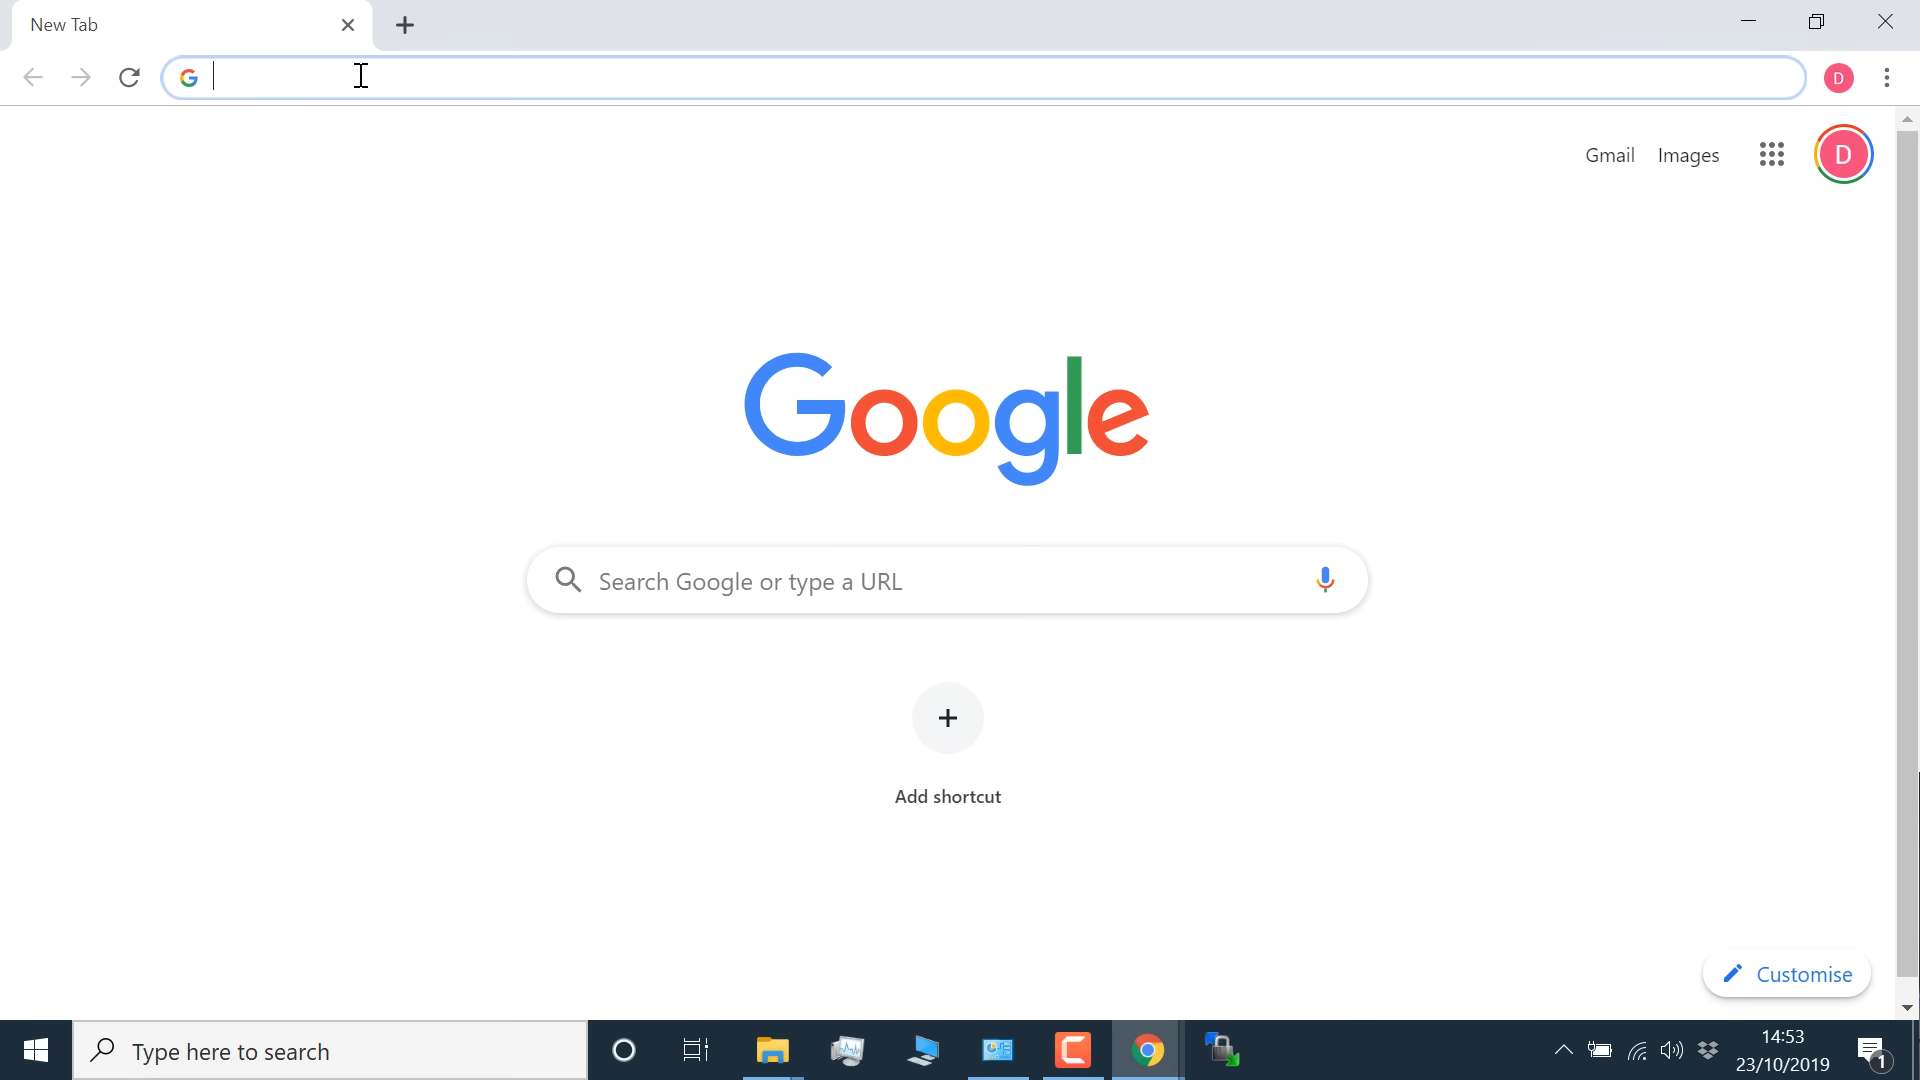 New Tab
D
Gmail
Images
D
Google
Search Google or type a URL
Add shortcut
Customise
Type here to search
14:53
23/10/2019
1